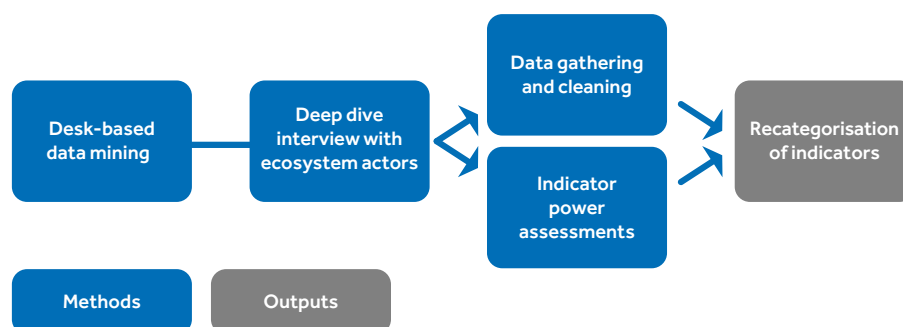 Desk-based
data mining
Deep dive
interview with
ecosystem actors
Data gathering
and cleaning
Indicator
power
assessments
Recategorisation
of indicators
Methods
Outputs